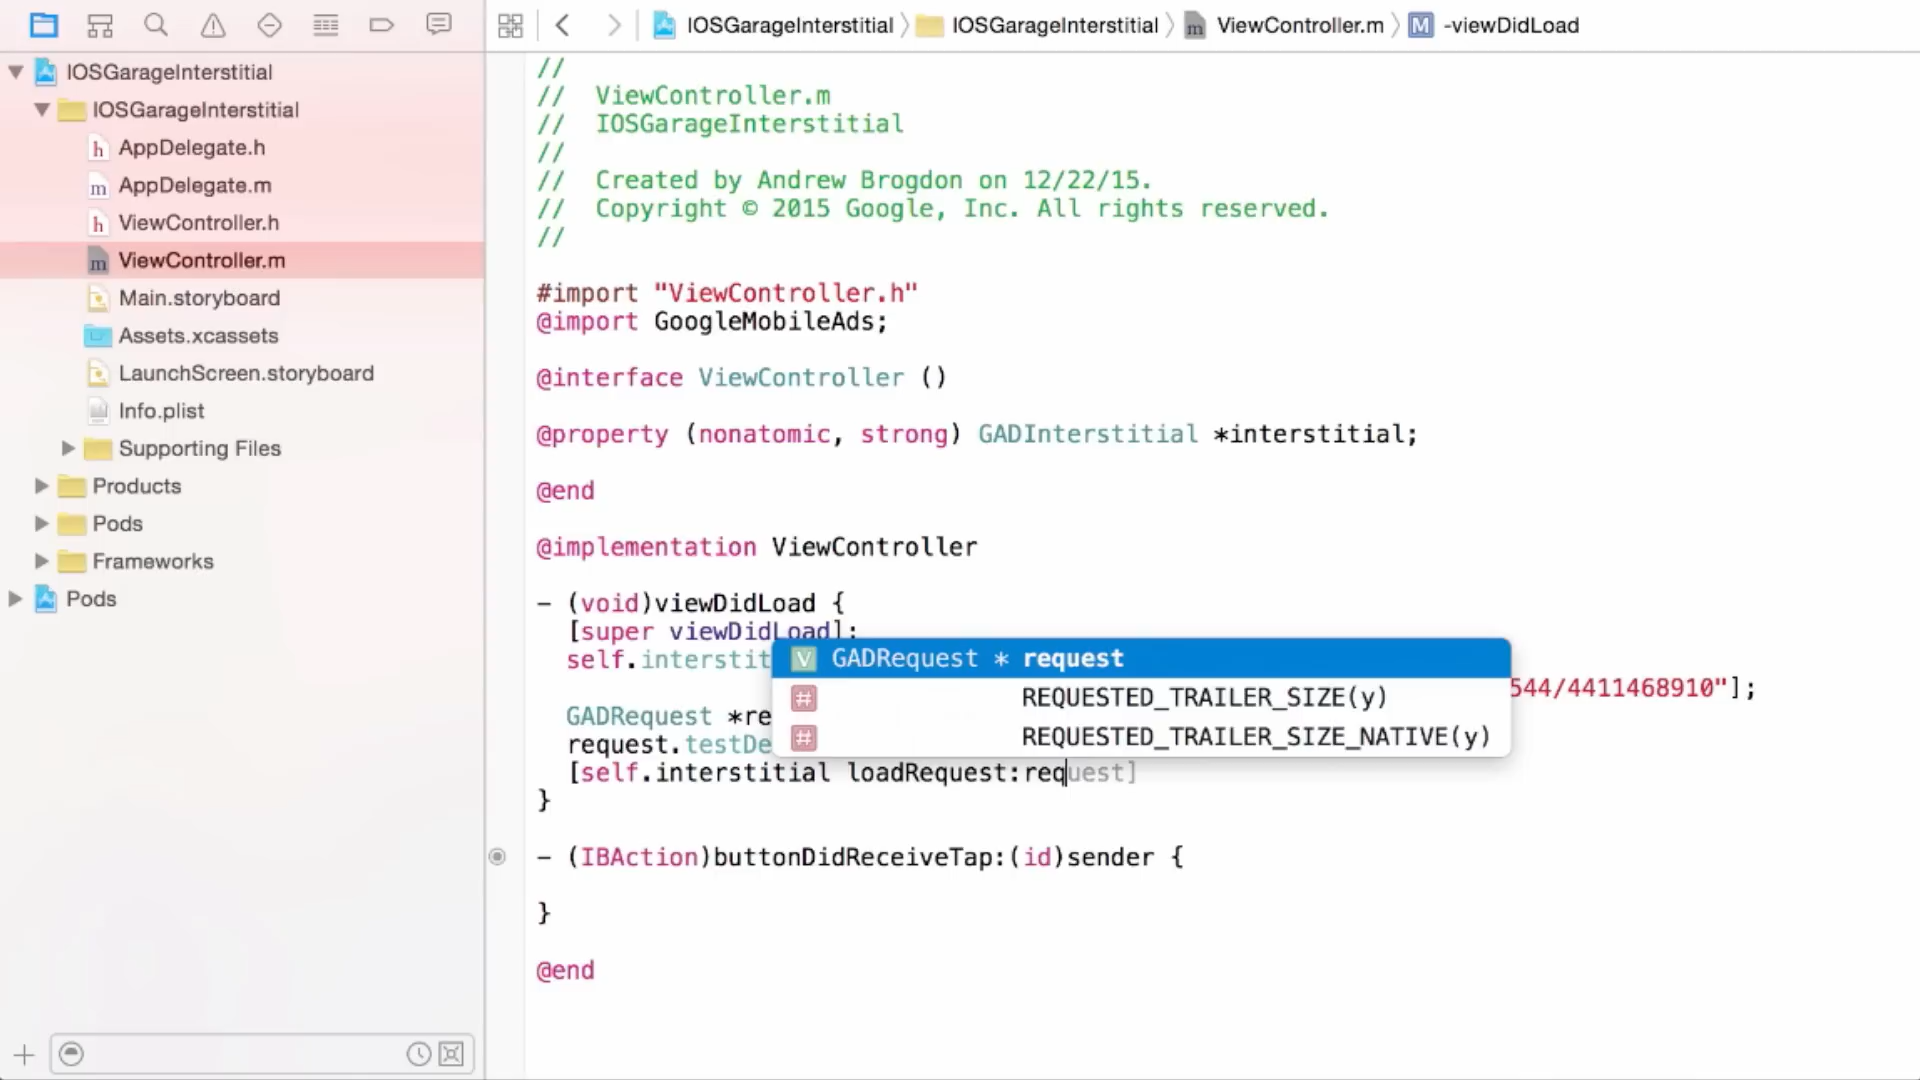 IOSGarageInterstitial 〉 IOSGarageInterstitial 〉 m ViewController.m 〉 M -viewDidLoad
IOSGarageInterstitial
IOSGarageInterstitial
h AppDelegate.h
m AppDelegate.m
h ViewController.h
m ViewController.m
Main.storyboard
Assets.xcassets
LaunchScreen.storyboard
Info.plist
Supporting Files
Products
Pods
Frameworks
Pods
//
//  ViewController.m
//  IOSGarageInterstitial
//
//  Created by Andrew Brogdon on 12/22/15.
//  Copyright © 2015 Google, Inc. All rights reserved.
//
#import "ViewController.h"
@import GoogleMobileAds;
@interface ViewController ()
@property (nonatomic, strong) GADInterstitial *interstitial;
@end
@implementation ViewController
- (void)viewDidLoad {
[super viewDidLoad];
self.interstit
V GADRequest * request
# REQUESTED_TRAILER_SIZE(y)
# REQUESTED_TRAILER_SIZE_NATIVE(y)
544/4411468910"];
GADRequest *re
request.testDe
[self.interstitial loadRequest:request]
}
- (IBAction)buttonDidReceiveTap:(id)sender {
}
@end